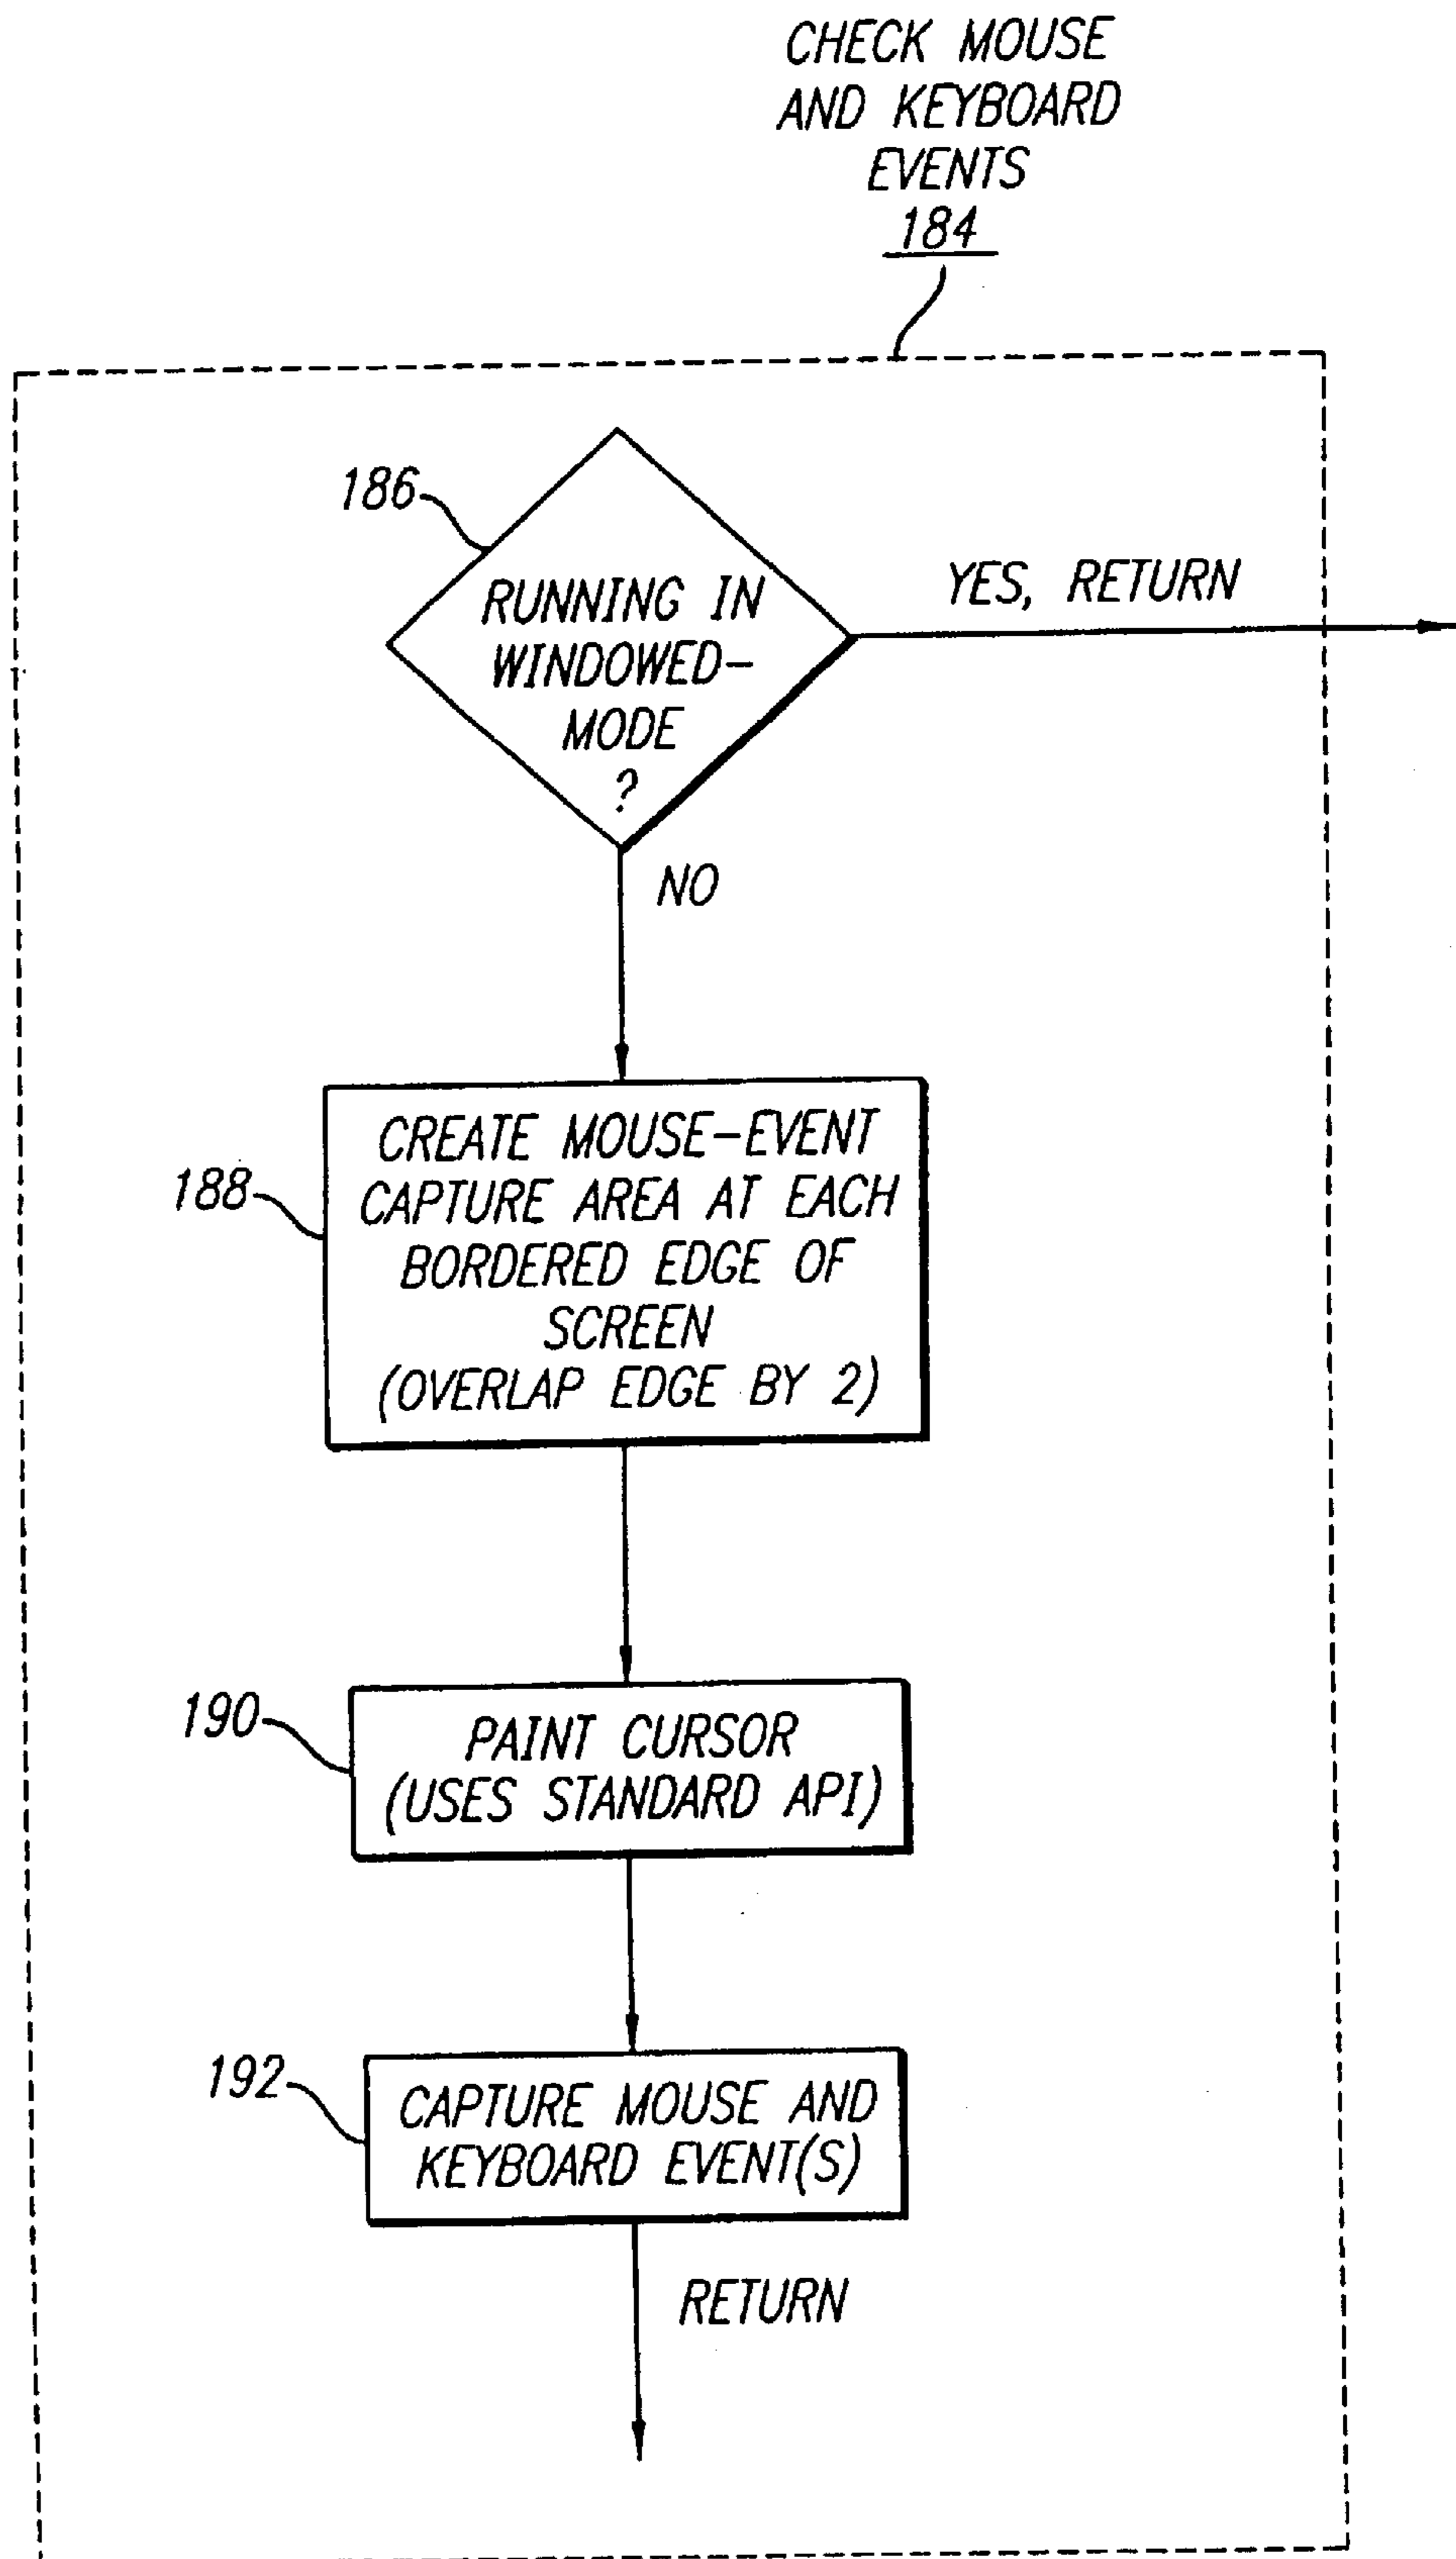 CHECK MOUSE
AND KEYBOARD
EVENTS
184
186
RUNNING IN
WINDOWED-
MODE
?
YES, RETURN
NO
188
CREATE MOUSE-EVENT
CAPTURE AREA AT EACH
BORDERED EDGE OF
SCREEN
(OVERLAP EDGE BY 2)
190
PAINT CURSOR
(USES STANDARD API)
192
CAPTURE MOUSE AND
KEYBOARD EVENT(S)
RETURN